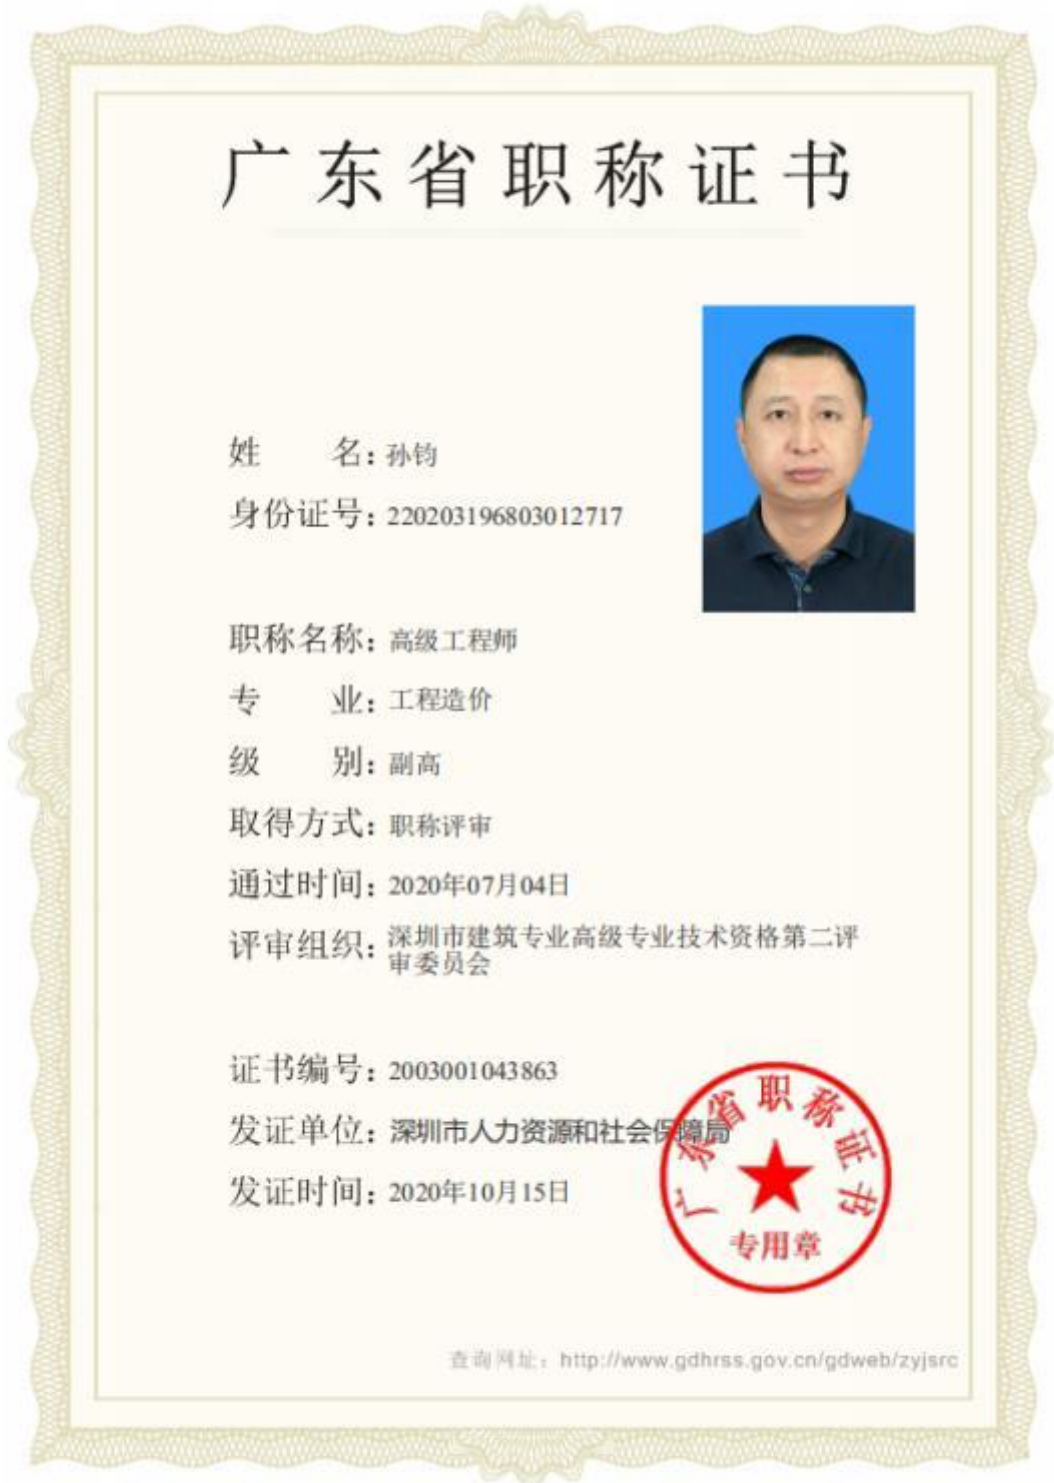 广东省职称证书
姓 名：孙钧
身份证号：220203196803012717
职称名称：高级工程师
专 业：工程造价
级 别：副高
取得方式：职称评审
通过时间：2020年07月04日
评审组织：深圳市建筑专业高级专业技术资格第二评
审委员会
证书编号：2003001043863
发证单位：深圳市人力资源和社会保障局
发证时间：2020年10月15日
广东省职称证书
专用章
查询网址：http://www.gdhrss.gov.cn/gdweb/zyjsrc